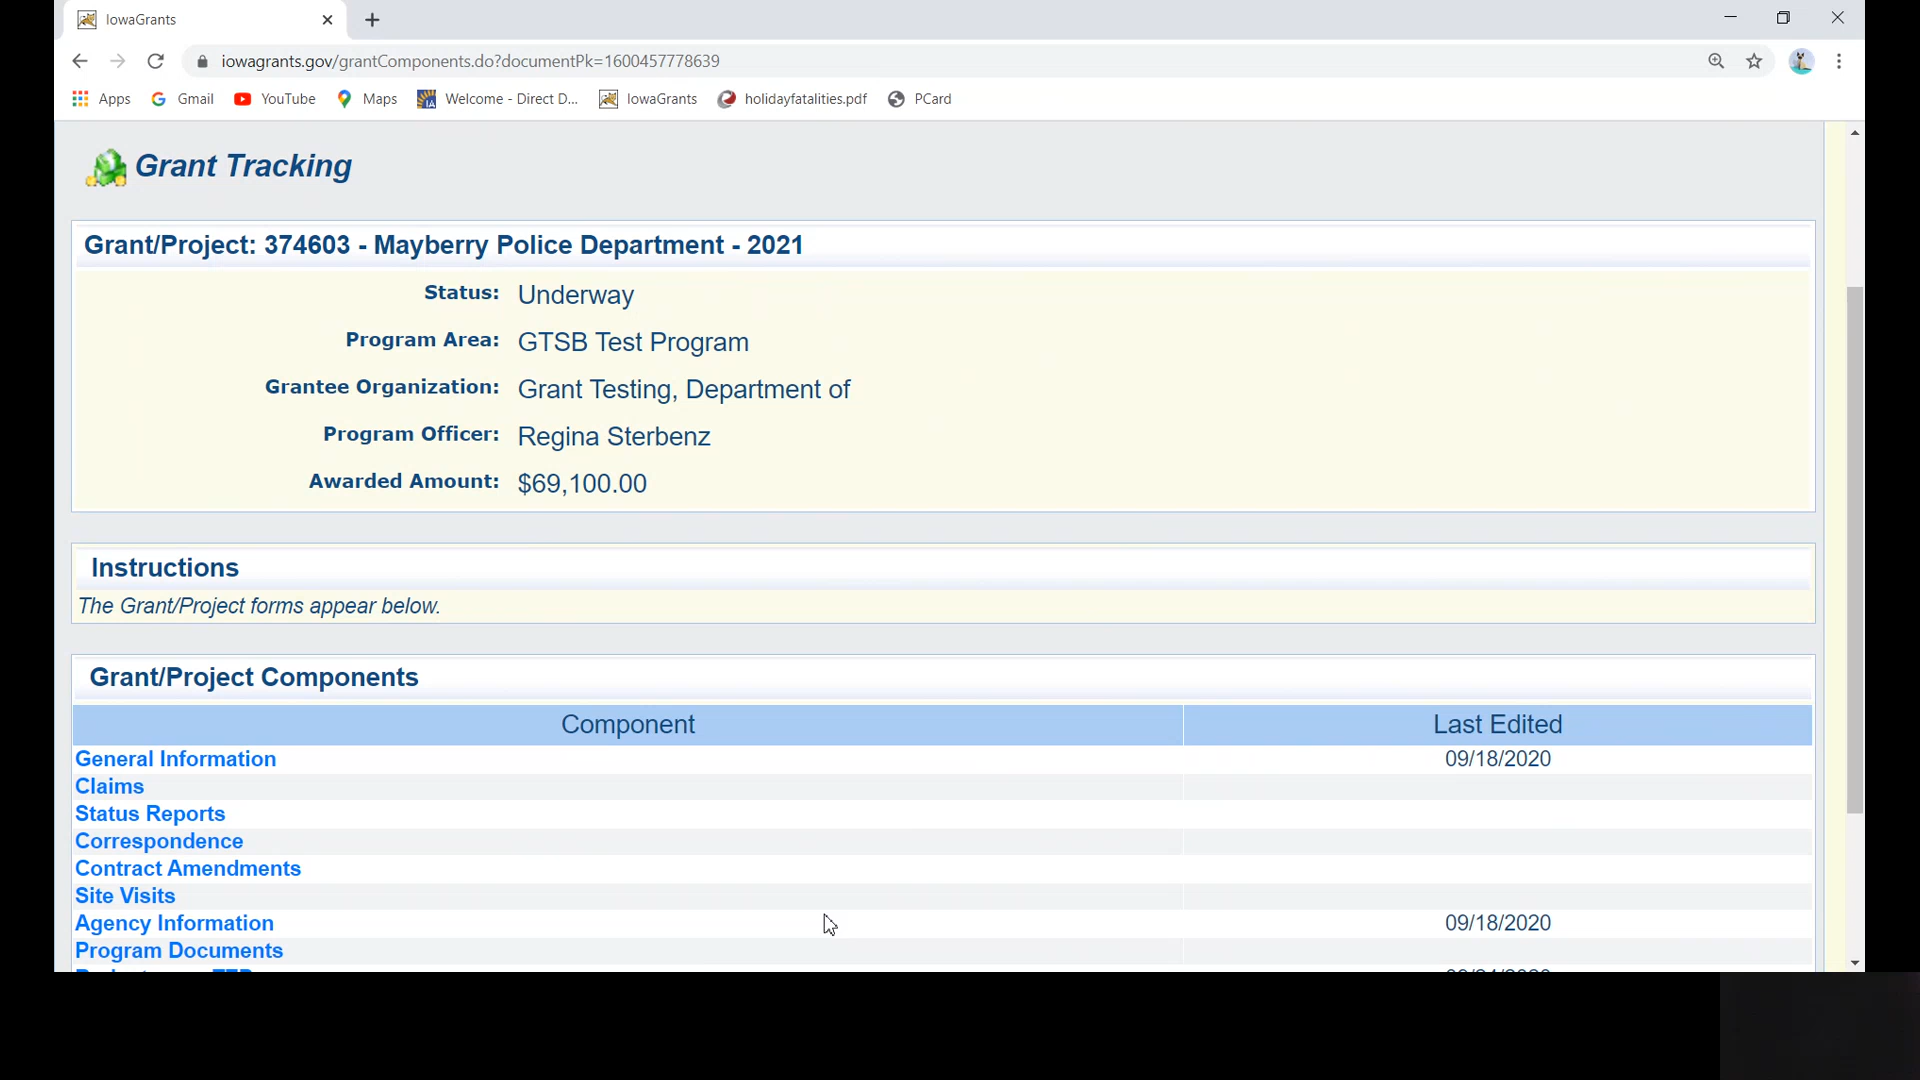 IowaGrants
iowagrants.gov/grantComponents.do?documentPk=1600457778639
Apps Gmail YouTube Maps Welcome - Direct D... IowaGrants holidayfatalities.pdf PCard
Grant Tracking
Grant/Project: 374603 - Mayberry Police Department - 2021
Status: Underway
Program Area: GTSB Test Program
Grantee Organization: Grant Testing, Department of
Program Officer: Regina Sterbenz
Awarded Amount: $69,100.00
Instructions
The Grant/Project forms appear below.
Grant/Project Components
Component Last Edited
General Information 09/18/2020
Claims
Status Reports
Correspondence
Contract Amendments
Site Visits
Agency Information 09/18/2020
Program Documents